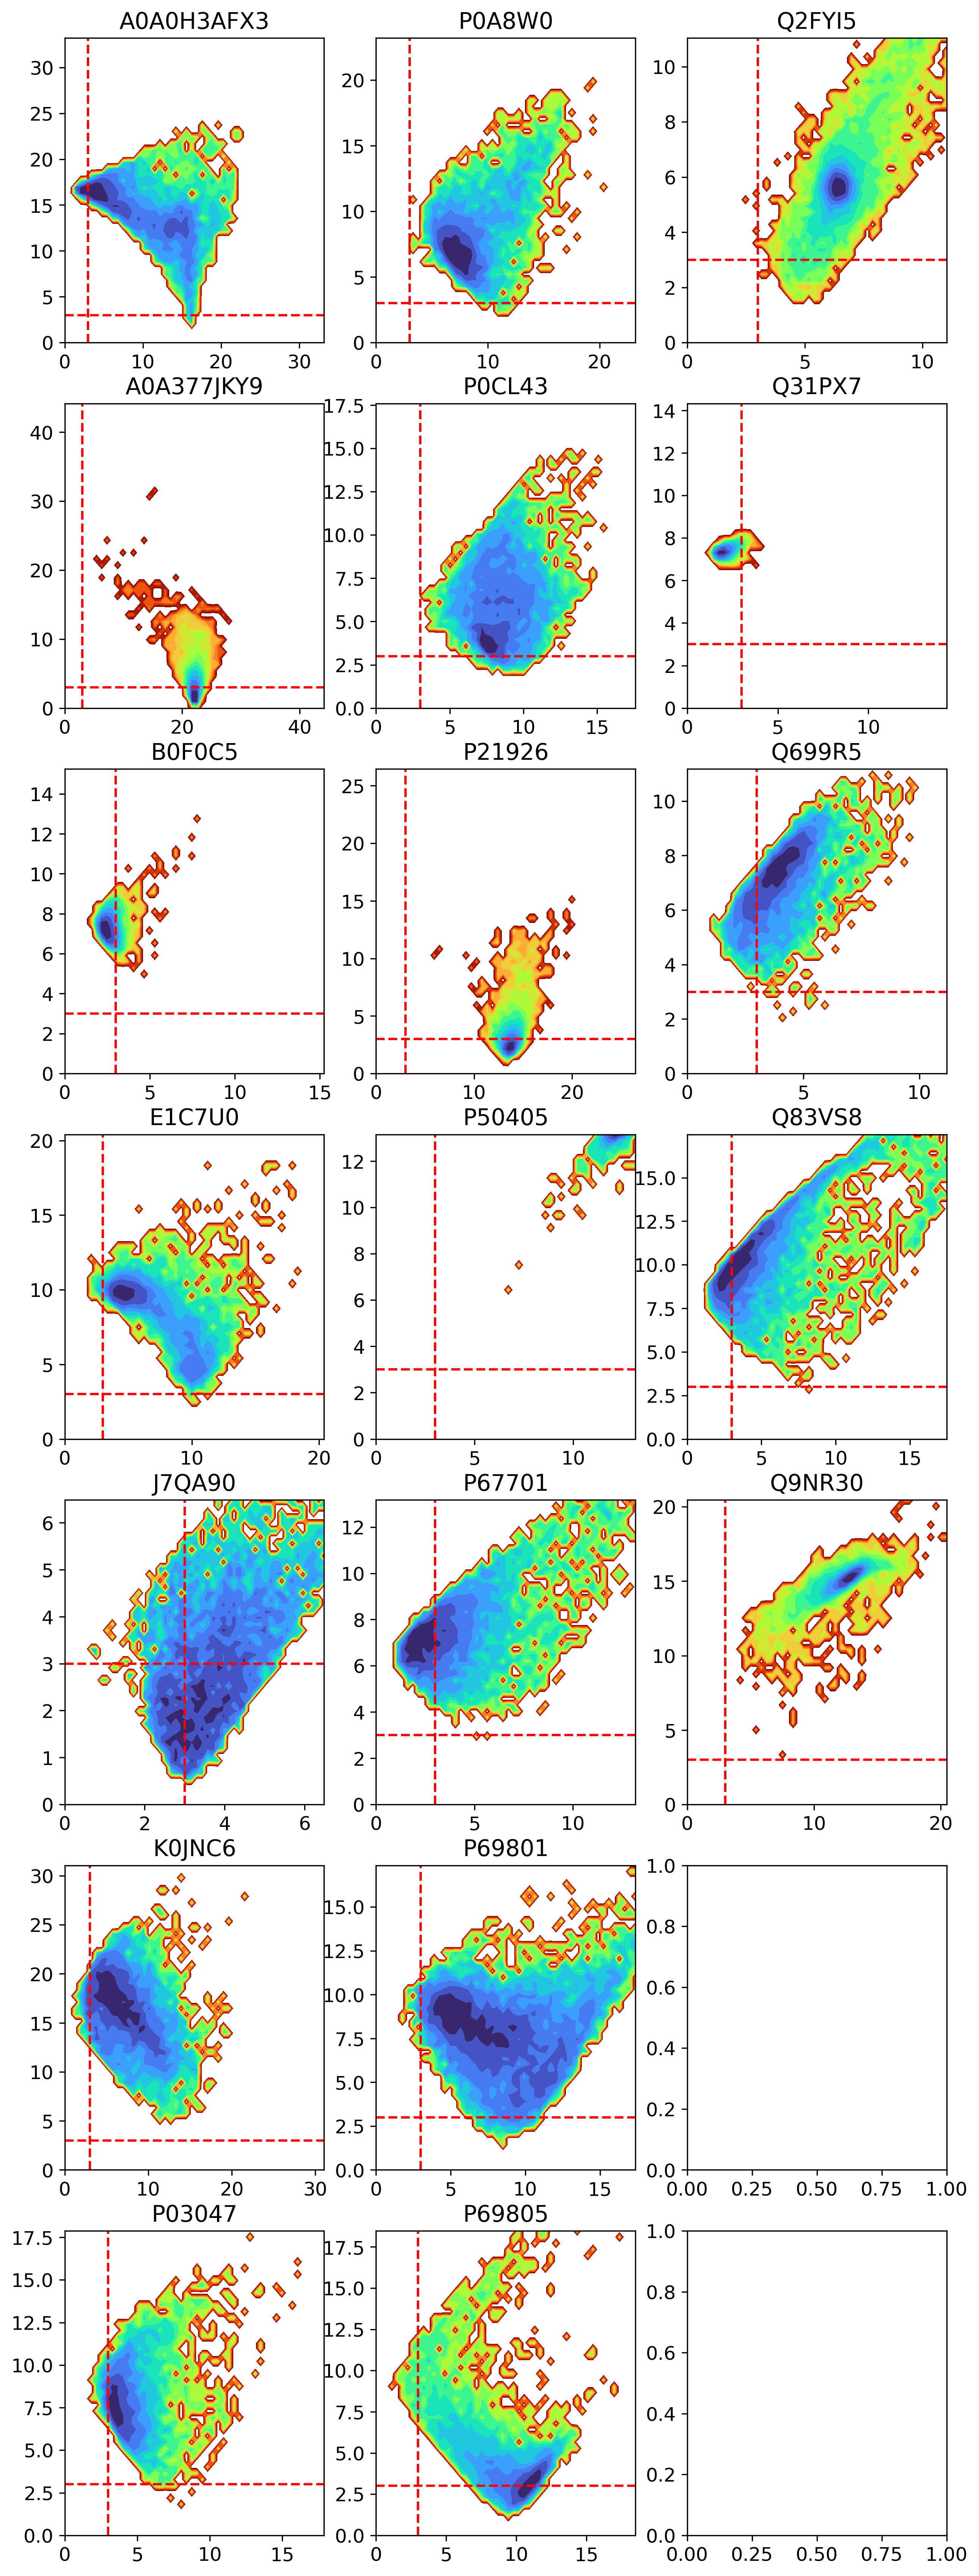 A0A0H3AFX3 P0A8W0 Q2FYI5
30 25 20 15 10 5 0
0 10 20 30
20 15 10 5 0
0 10 20
10 8 6 4 2 0
5 10
A0A377JKY9 P0CL43 Q31PX7
40 30 20 10 0
0 20 40
17.5 15.0 12.5 10.0 7.5 5.0 2.5 0.0
0 5 10 15
14 12 10 8 6 4 2 0
0 5 10
B0F0C5 P21926 Q699R5
14 12 10 8 6 4 2 0
0 5 10 15
25 20 15 10 5 0
0 10 20
10 8 6 4 2 0
0 5 10
E1C7U0 P50405 Q83VS8
20 15 10 5 0
0 10 20
12 10 8 6 4 2 0
0 5 10
15.0 12.5 10.0 7.5 5.0 2.5 0.0
0 5 10 15
J7QA90 P67701 Q9NR30
6 5 4 3 2 1 0
0 2 4 6
12 10 8 6 4 2 0
0 5 10
20 15 10 5 0
0 10 20
K0JNC6 P69801
30 25 20 15 10 5 0
0 10 20 30
15.0 12.5 10.0 7.5 5.0 2.5 0.0
0 5 10 15
1.0 0.8 0.6 0.4 0.2 0.0
0.00 0.25 0.50 0.75 1.00
P03047 P69805
17.5 15.0 12.5 10.0 7.5 5.0 2.5 0.0
0 5 10 15
17.5 15.0 12.5 10.0 7.5 5.0 2.5 0.0
0 5 10 15
1.0 0.8 0.6 0.4 0.2 0.0
0.00 0.25 0.50 0.75 1.00